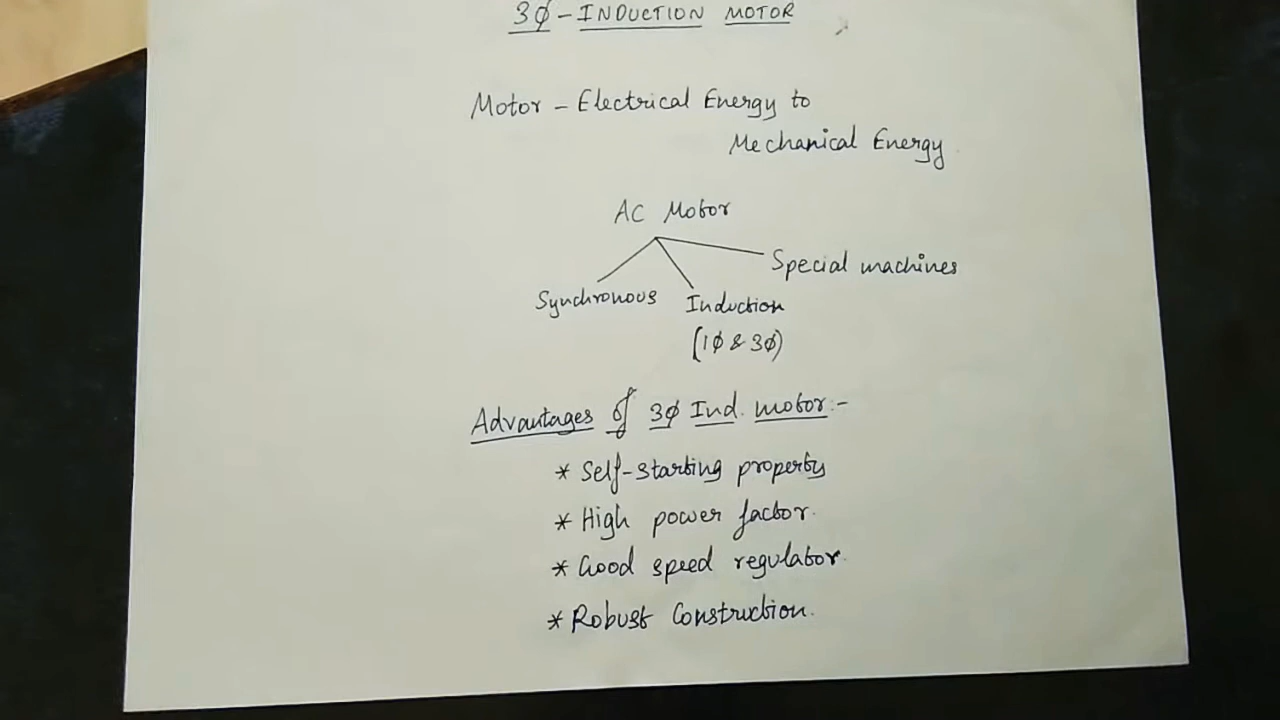 3ϕ - INDUCTION MOTOR
Motor - Electrical Energy to
Mechanical Energy
AC Motor
Special machines
Synchronous
Induction
(1ϕ & 3ϕ)
Advantages of 3ϕ Ind. motor:-
* Self-starting property
* High power factor.
* Good speed regulator.
* Robust Construction.